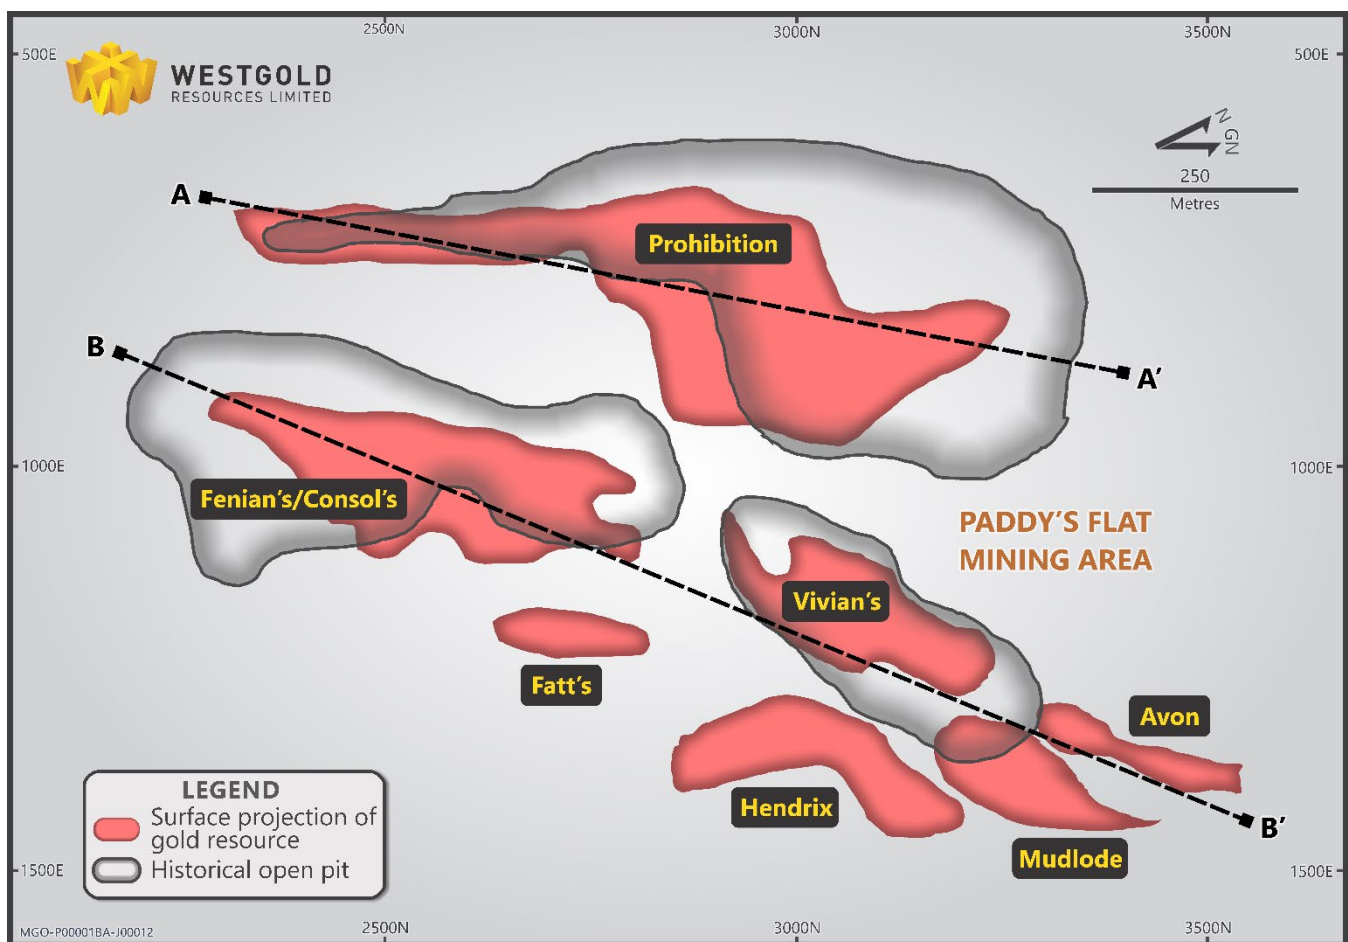 2500N
3000N
3500N
500E
500E
WESTGOLD
RESOURCES LIMITED
N
GN
250
Metres
A
Prohibition
B
A’
1000E
1000E
Fenian’s/Consol’s
PADDY’S FLAT
MINING AREA
Vivian’s
Fatt’s
Avon
Hendrix
B’
Mudlode
LEGEND
Surface projection of
gold resource
Historical open pit
1500E
1500E
MGO-P00001BA-J00012
2500N
3000N
3500N